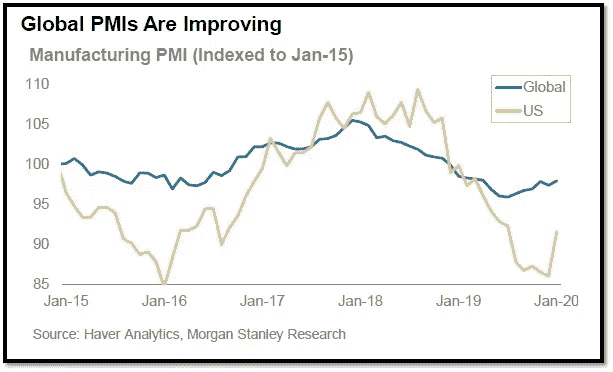 Global PMIs Are Improving
Manufacturing PMI (Indexed to Jan-15)
110
105
100
95
90
85
Global
US
Jan-15 Jan-16 Jan-17 Jan-18 Jan-19 Jan-20
Source: Haver Analytics, Morgan Stanley Research